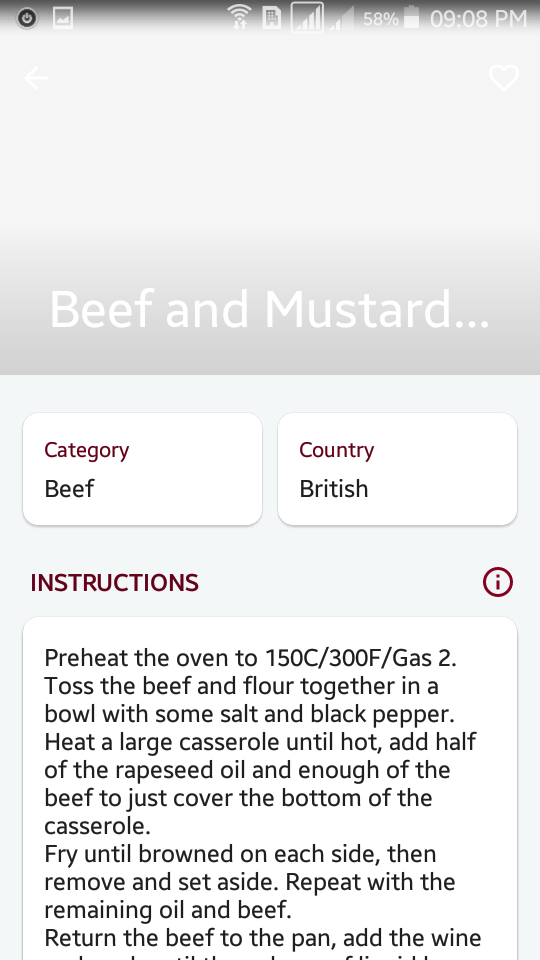 58% 09:08 PM
Beef and Mustard...
Category
Beef
Country
British
INSTRUCTIONS
Preheat the oven to 150C/300F/Gas 2.
Toss the beef and flour together in a
bowl with some salt and black pepper.
Heat a large casserole until hot, add half
of the rapeseed oil and enough of the
beef to just cover the bottom of the
casserole.
Fry until browned on each side, then
remove and set aside. Repeat with the
remaining oil and beef.
Return the beef to the pan, add the wine